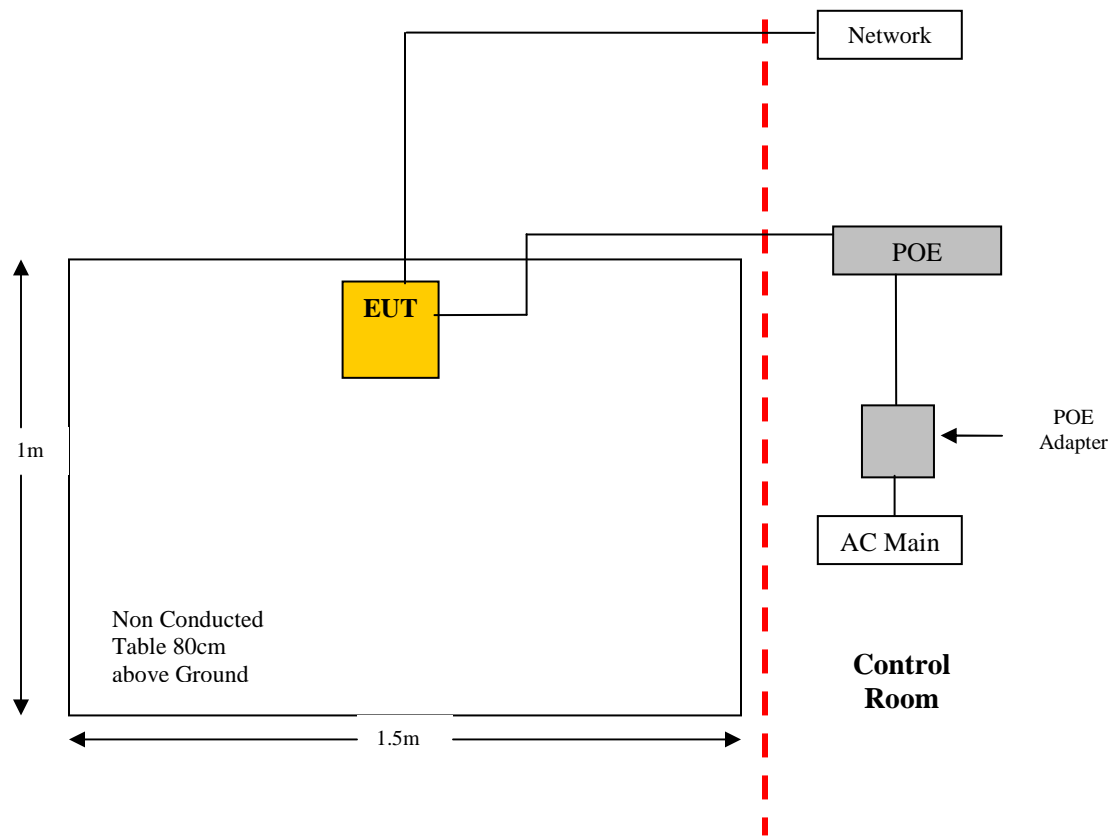 Network
POE
EUT
POE
Adapter
1m
AC Main
Non Conducted
Table 80cm
above Ground
Control
Room
1.5m